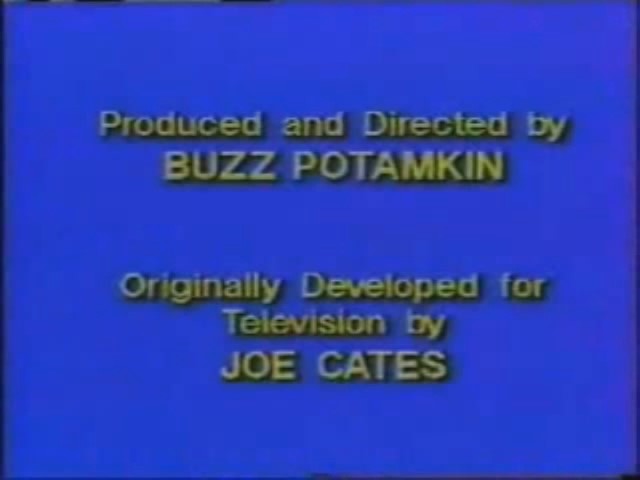 Produced and Directed by
BUZZ POTAMKIN
Originally Developed for
Television by
JOE CATES